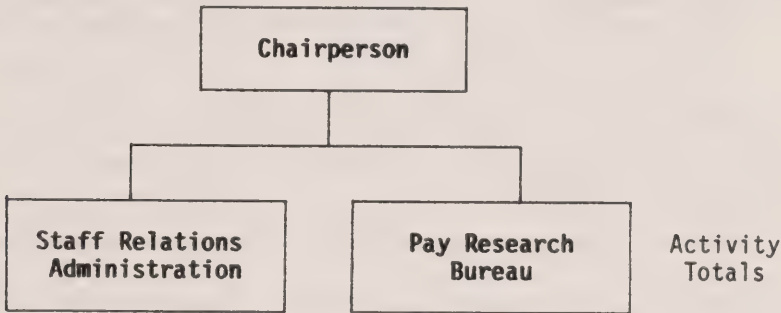 Chairperson
Staff Relations
Administration
Pay Research
Bureau
Activity
Totals